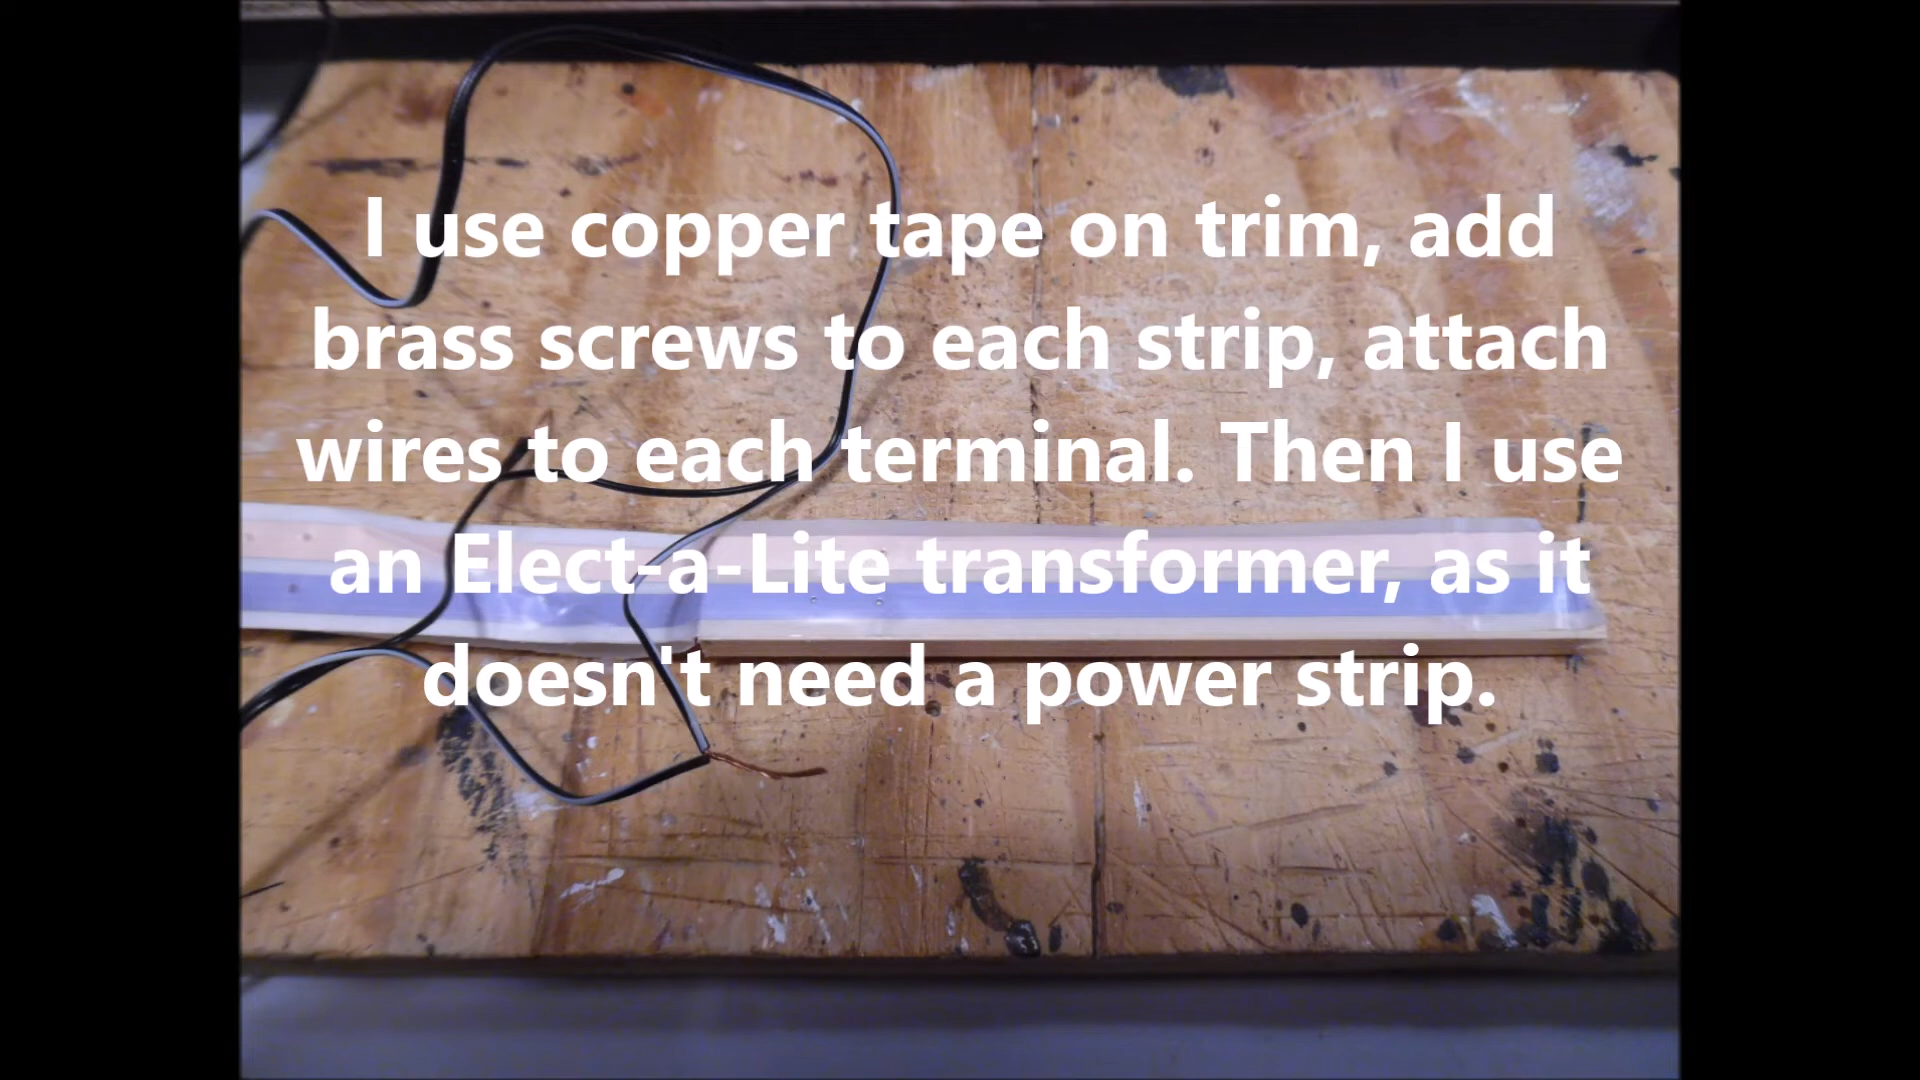 I use copper tape on trim, add
brass screws to each strip, attach
wires to each terminal. Then I use
an Elect-a-Lite transformer, as it
doesn't need a power strip.